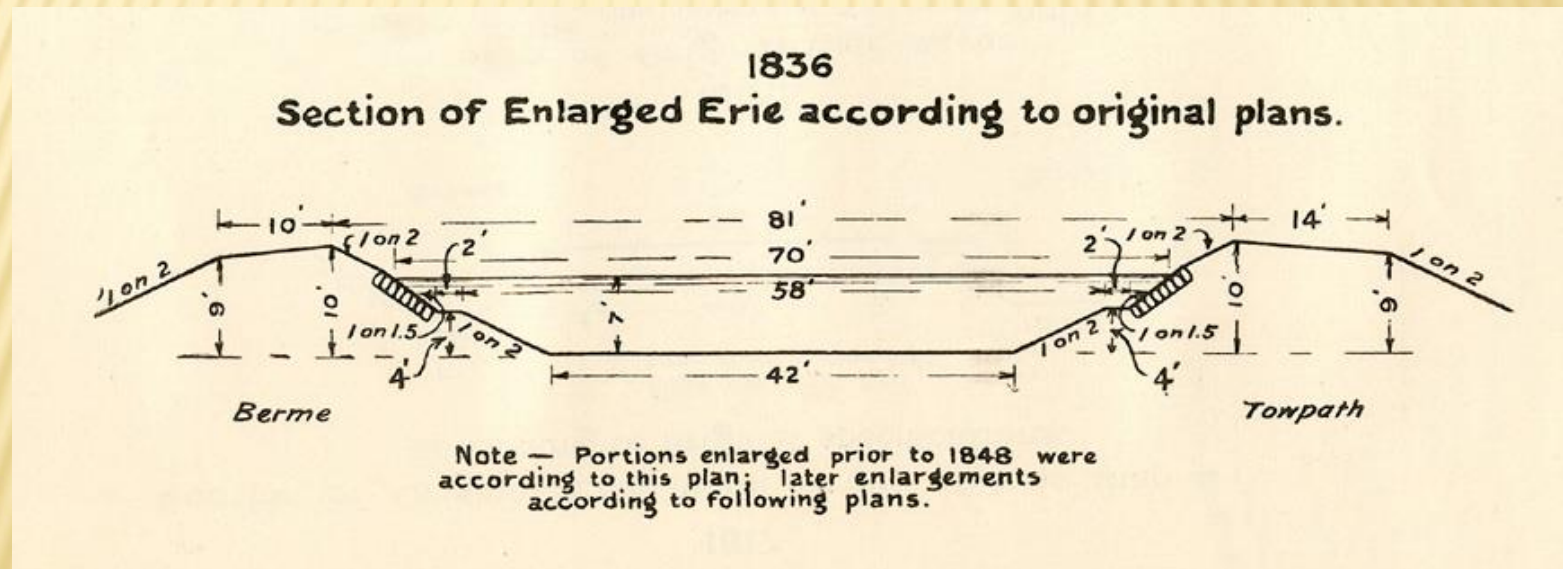 1836
Section of Enlarged Erie according to original plans.
10' 81' 14'
1 on 2 2' 70' 2' 1 on 2
1 on 2 58' 1 on 2
9' 10' 7' 10' 9'
1 on 1.5 1 on 2 1 on 2 1 on 1.5
4' 42' 4'
Berme Towpath
Note — Portions enlarged prior to 1848 were
according to this plan; later enlargements
according to following plans.